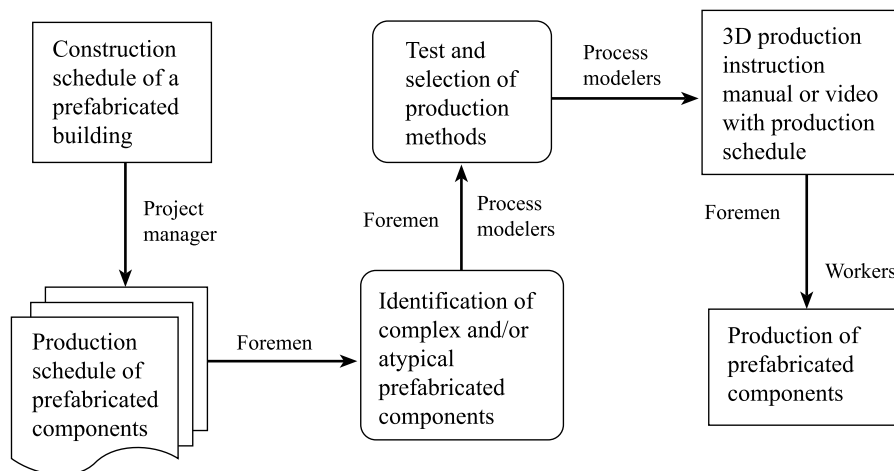 Construction
schedule of a
prefabricated
building
Project
manager
Production
schedule of
prefabricated
components
Foremen
Identification of
complex and/or
atypical
prefabricated
components
Foremen
Process
modelers
Test and
selection of
production
methods
Process
modelers
3D production
instruction
manual or video
with production
schedule
Foremen
Workers
Production of
prefabricated
components